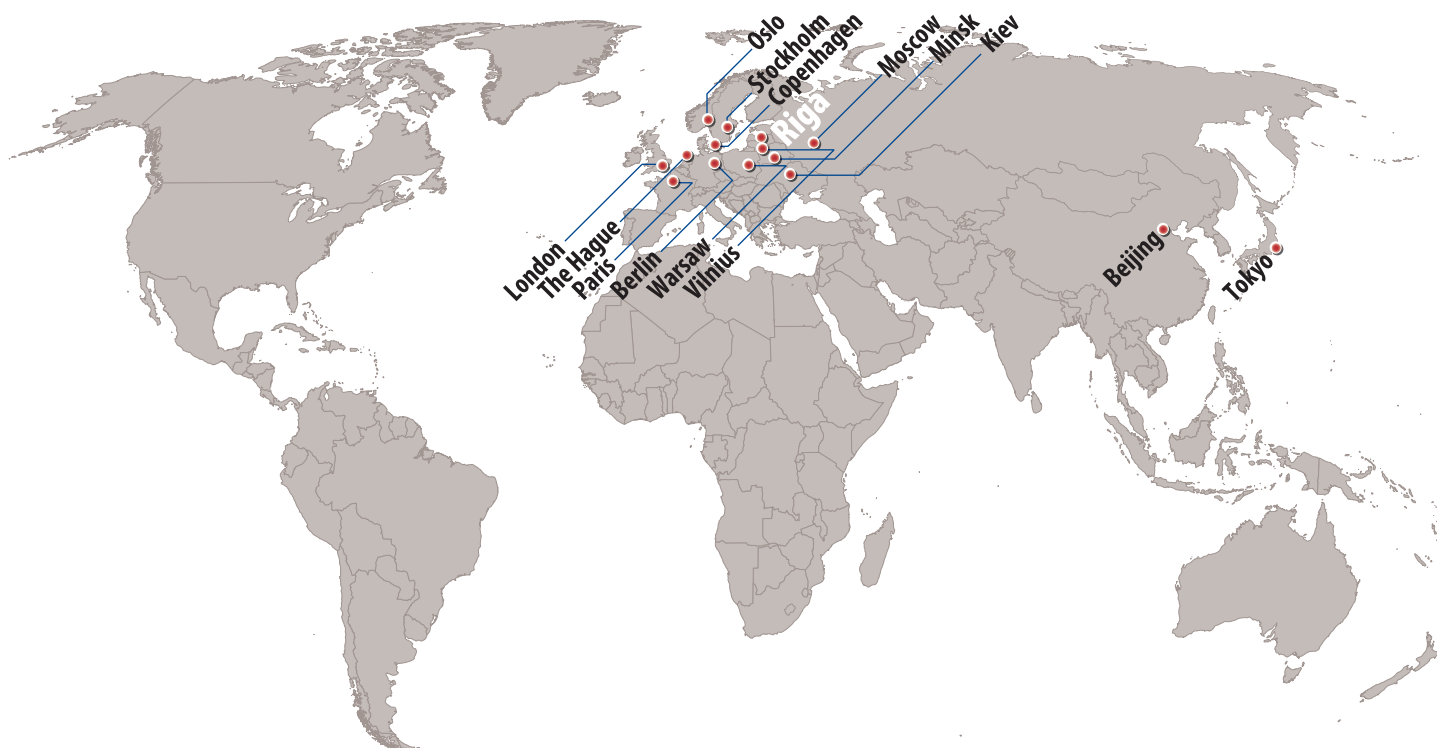 Oslo
Stockholm
Copenhagen
Riga
Moscow
Minsk
Kiev
London
The Hague
Paris
Berlin
Warsaw
Vilnius
Beijing
Tokyo